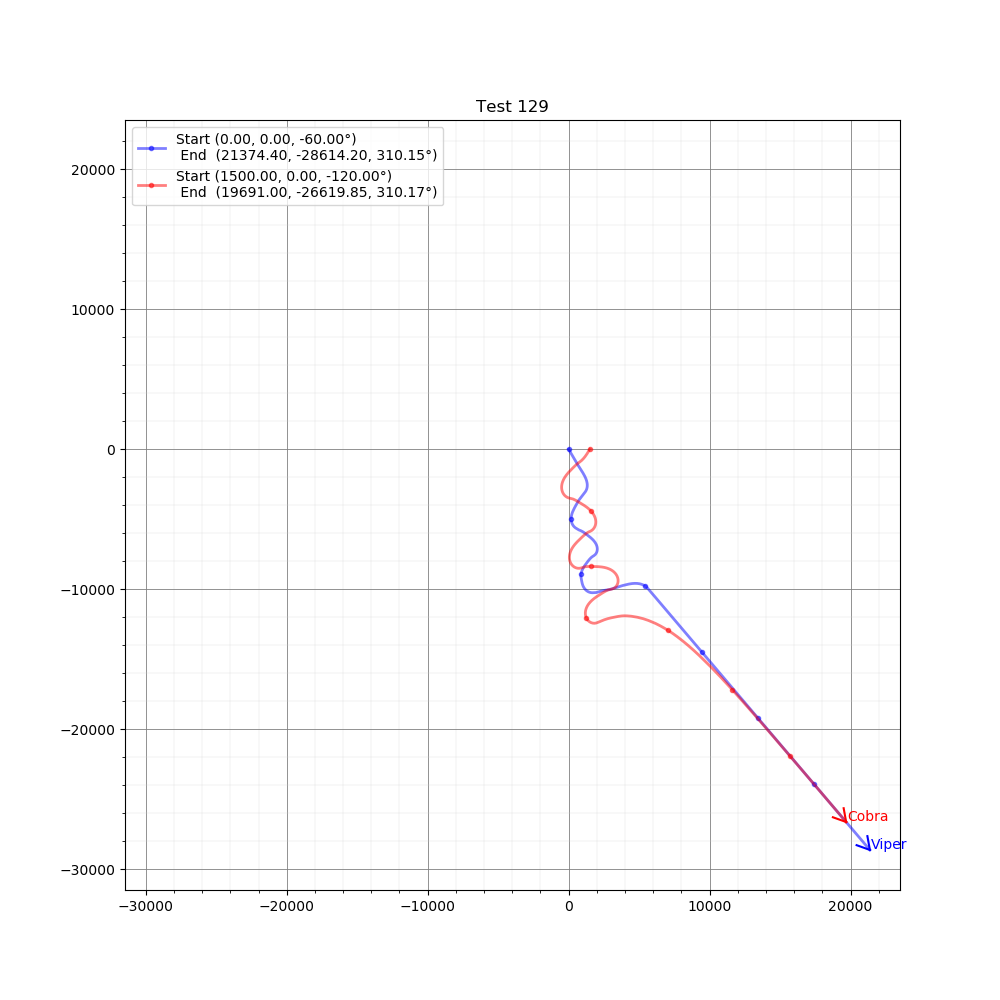 Test 129
Start (0.00, 0.00, -60.00°)
End (21374.40, -28614.20, 310.15°)
Start (1500.00, 0.00, -120.00°)
End (19691.00, -26619.85, 310.17°)
20000
10000
0
−10000
−20000
−30000
Cobra
Viper
−30000 −20000 −10000 0 10000 20000